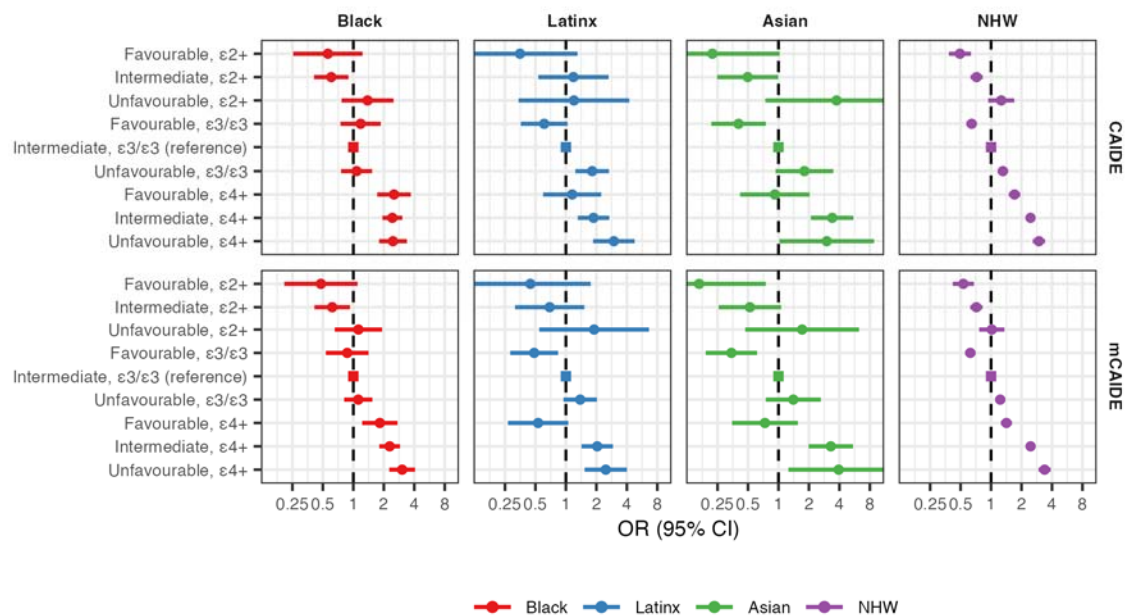 Black Latinx Asian NHW
Favourable, ε2+
Intermediate, ε2+
Unfavourable, ε2+
Favourable, ε3/ε3
Intermediate, ε3/ε3 (reference)
Unfavourable, ε3/ε3
Favourable, ε4+
Intermediate, ε4+
Unfavourable, ε4+
CAIDE
Favourable, ε2+
Intermediate, ε2+
Unfavourable, ε2+
Favourable, ε3/ε3
Intermediate, ε3/ε3 (reference)
Unfavourable, ε3/ε3
Favourable, ε4+
Intermediate, ε4+
Unfavourable, ε4+
mCAIDE
0.25 0.5 1 2 4 8 0.25 0.5 1 2 4 8 0.25 0.5 1 2 4 8 0.25 0.5 1 2 4 8
OR (95% CI)
Black Latinx Asian NHW